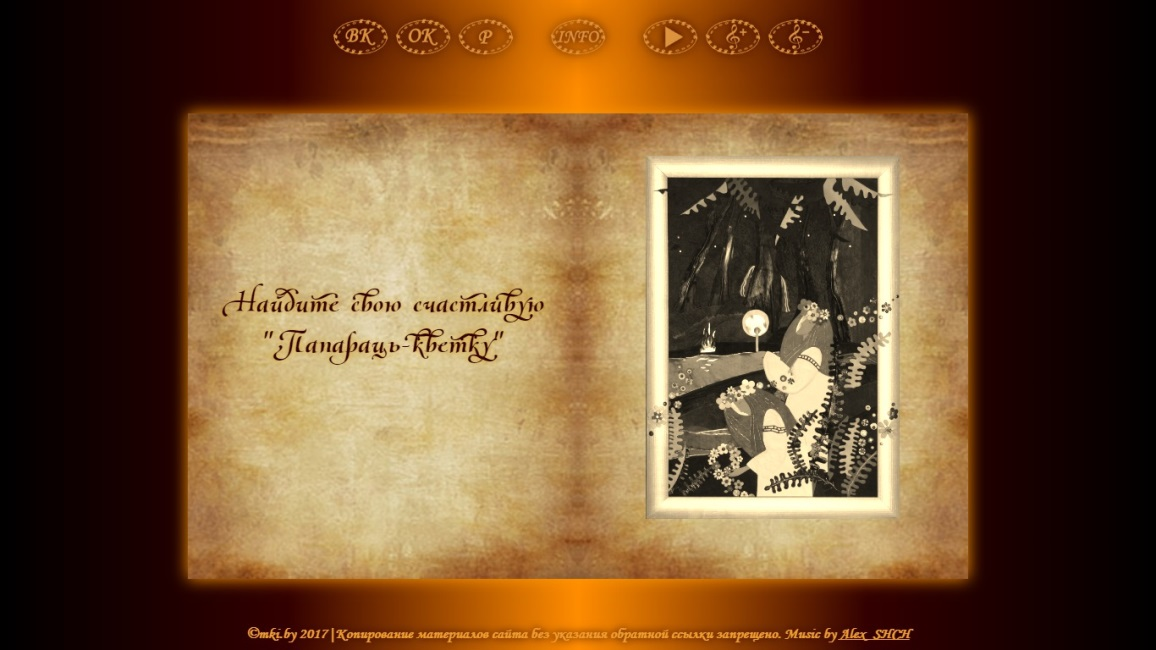 ВК ОК P INFO
Найдите свою счастливую
"Папараць-кветку"
©mki.by 2017|Копирование материалов сайта без указания обратной ссылки запрещено. Music by Alex_SHCH